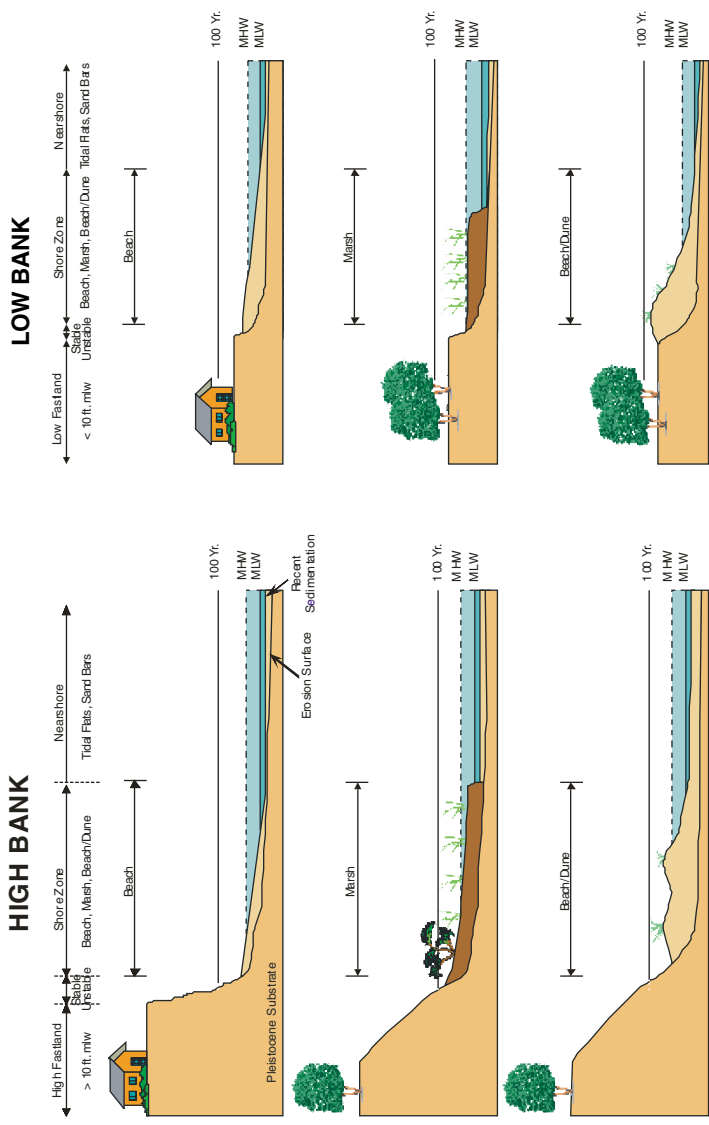 HIGH BANK
High Fastland
Stable
Unstable
Shore Zone
Nearshore
> 10 ft. mlw
Beach, Marsh, Beach/Dune
Tidal Flats, Sand Bars
Beach
100 Yr.
MHW
MLW
Recent
Sedimentation
Erosion Surface
Pleistocene Substrate
Marsh
100 Yr.
MHW
MLW
Beach/Dune
100 Yr.
MHW
MLW
LOW BANK
Low Fastland
Stable
Unstable
Shore Zone
Nearshore
< 10 ft. mlw
Beach, Marsh, Beach/Dune
Tidal Flats, Sand Bars
Beach
100 Yr.
MHW
MLW
Marsh
100 Yr.
MHW
MLW
Beach/Dune
100 Yr.
MHW
MLW